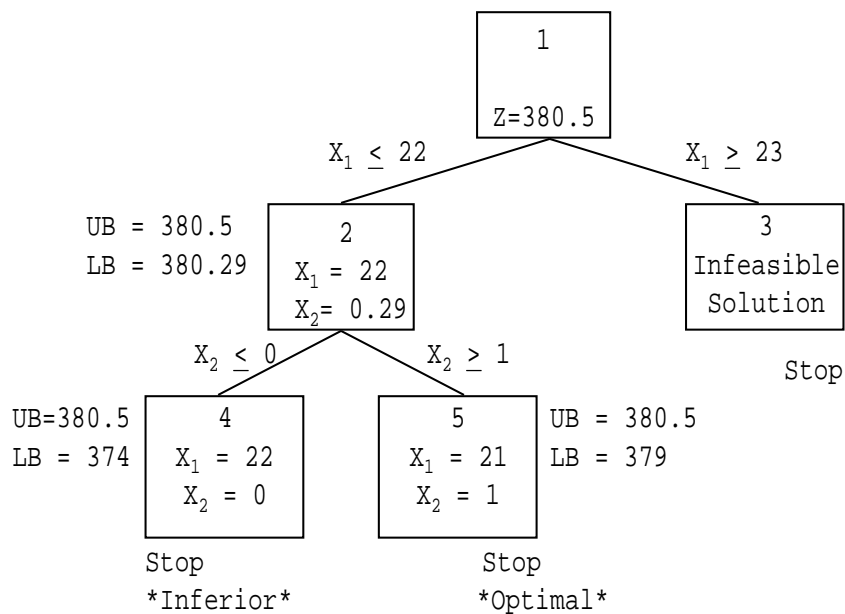 1
Z=380.5
X₁ ≤ 22
X₁ ≥ 23
UB = 380.5
LB = 380.29
2
X₁ = 22
X₂= 0.29
3
Infeasible
Solution
Stop
X₂ ≤ 0
X₂ ≥ 1
UB=380.5
LB = 374
4
X₁ = 22
X₂ = 0
Stop
*Inferior*
5
X₁ = 21
X₂ = 1
UB = 380.5
LB = 379
Stop
*Optimal*